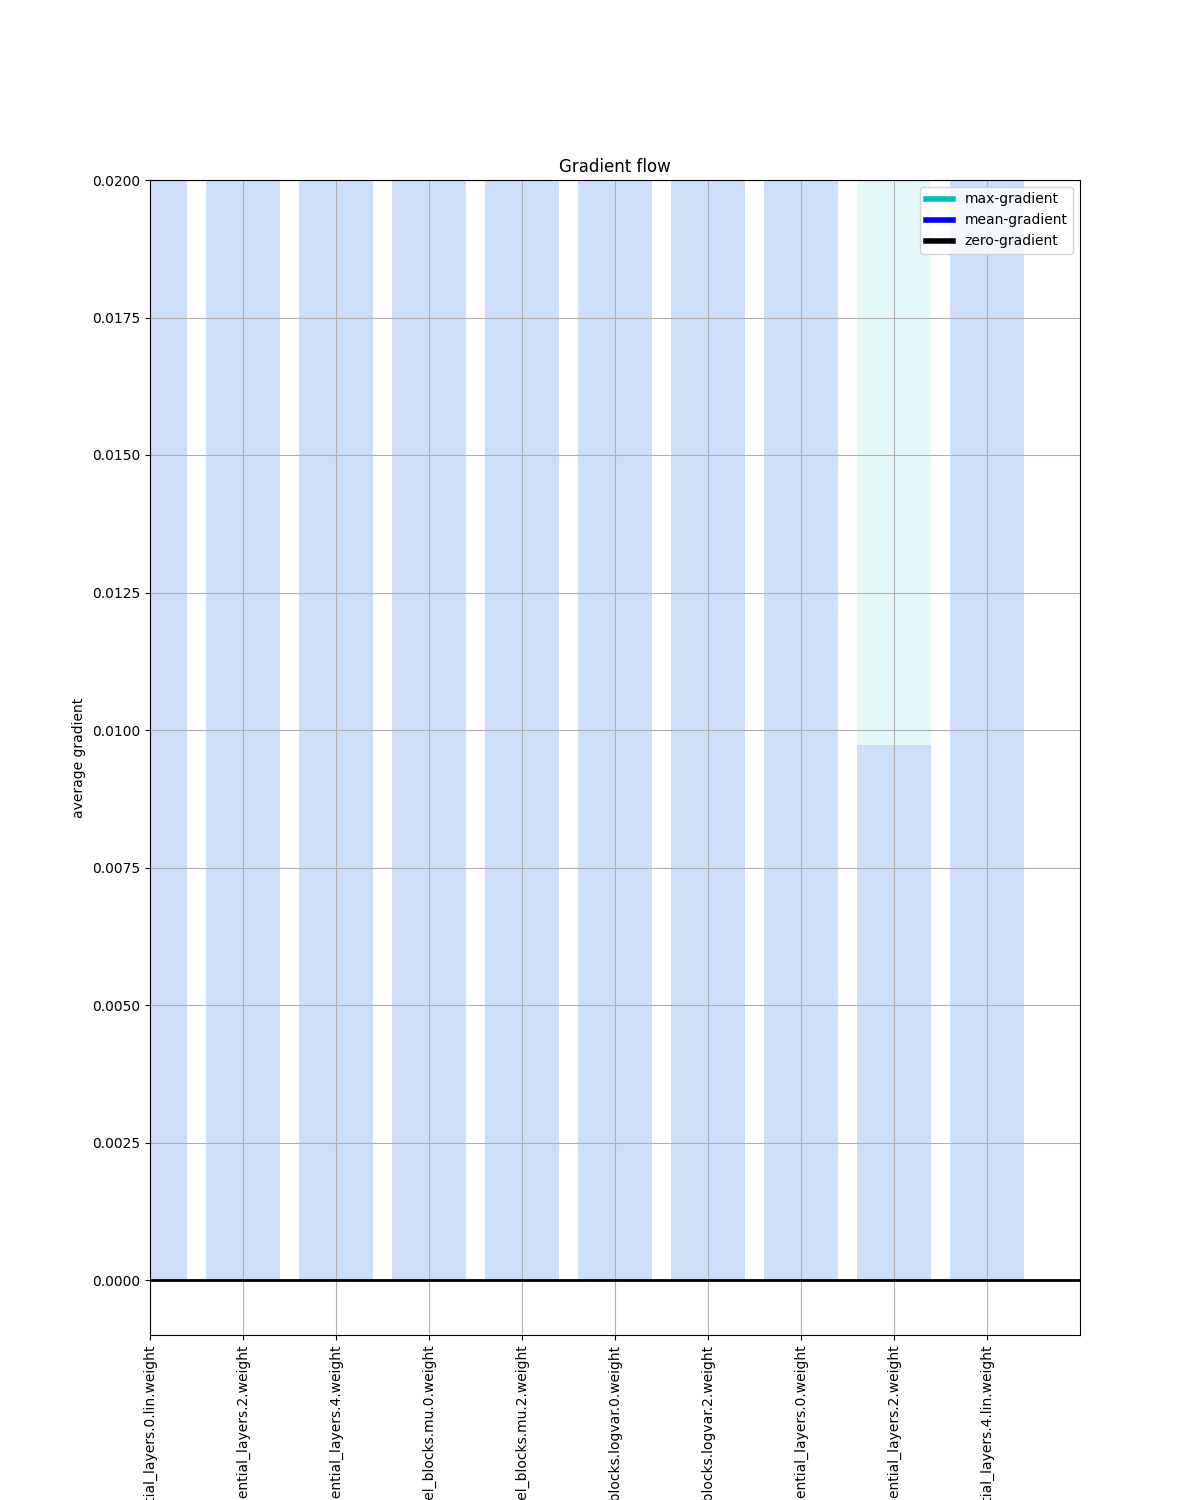 Gradient flow
max-gradient
mean-gradient
zero-gradient
0.0200
0.0175
0.0150
0.0125
0.0100
0.0075
0.0050
0.0025
0.0000
average gradient
tial_layers.0.lin.weight
ential_layers.2.weight
ential_layers.4.weight
el_blocks.mu.0.weight
el_blocks.mu.2.weight
blocks.logvar.0.weight
blocks.logvar.2.weight
ential_layers.0.weight
ential_layers.2.weight
tial_layers.4.lin.weight